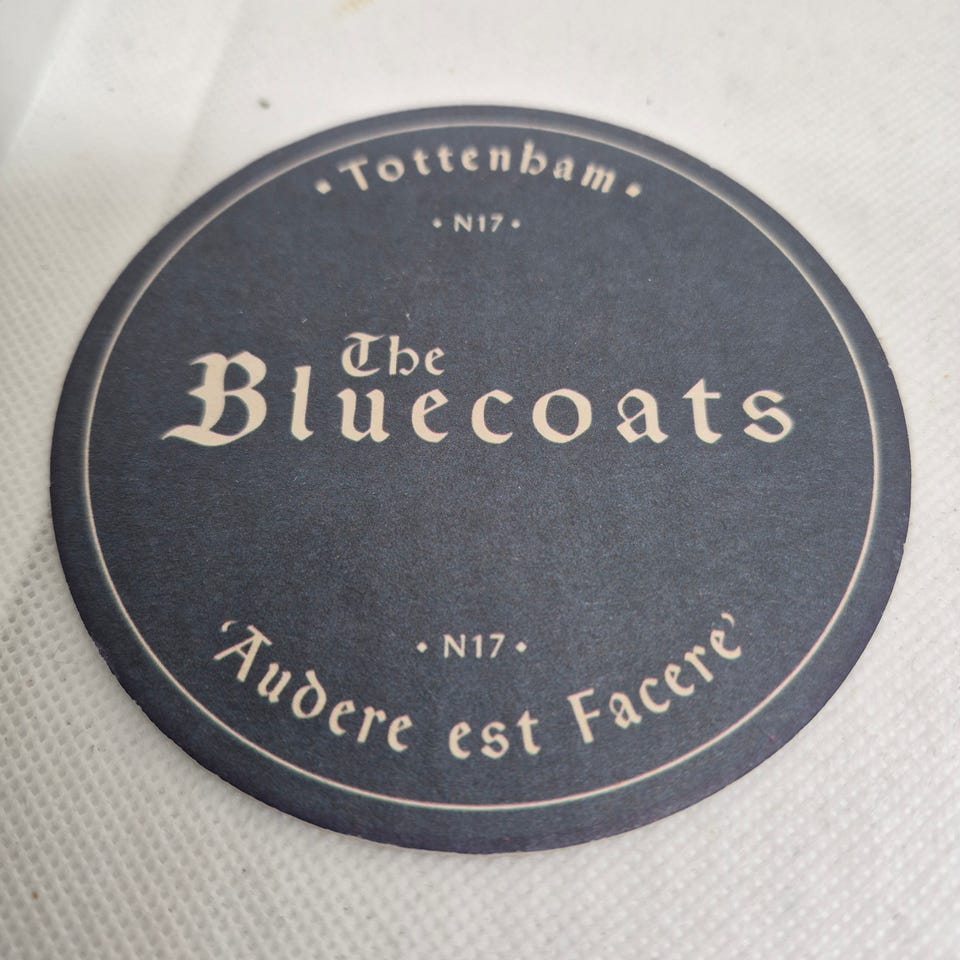 • Tottenham •
• N17 •
The
Bluecoats
• N17 •
'Audere est Facere'